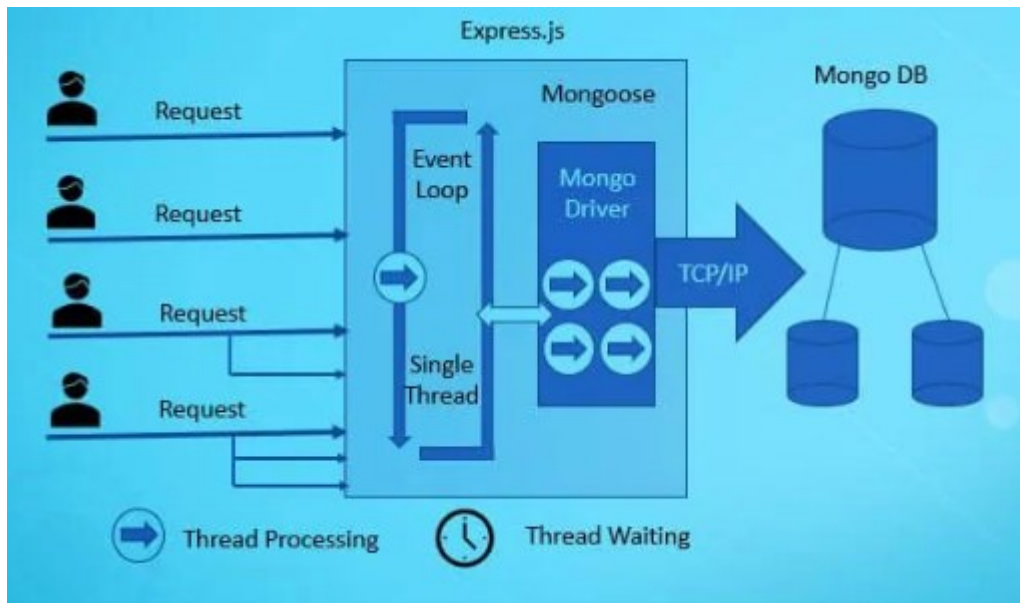 Express.js
Mongoose
Mongo DB
Request
Request
Request
Request
Event
Loop
Single
Thread
Mongo
Driver
TCP/IP
Thread Processing
Thread Waiting